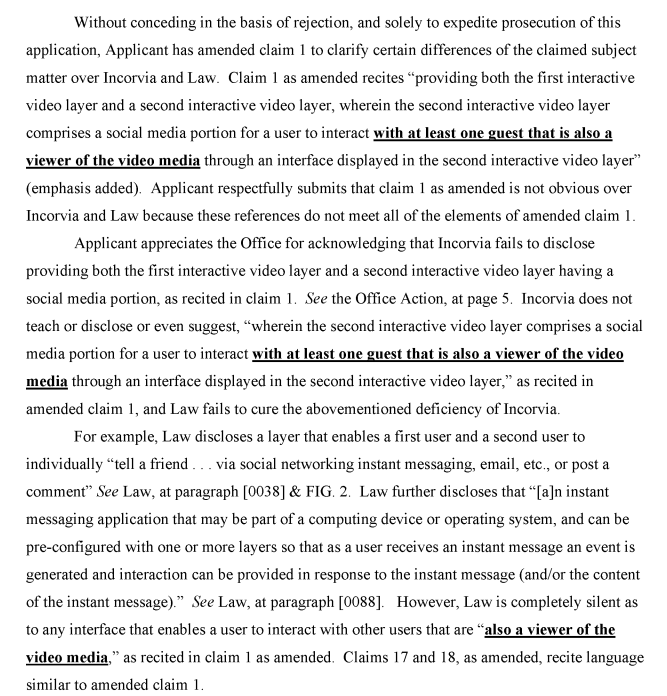 Without conceding in the basis of rejection, and solely to expedite prosecution of this
application, Applicant has amended claim 1 to clarify certain differences of the claimed subject
matter over Incorvia and Law.  Claim 1 as amended recites “providing both the first interactive
video layer and a second interactive video layer, wherein the second interactive video layer
comprises a social media portion for a user to interact with at least one guest that is also a
viewer of the video media through an interface displayed in the second interactive video layer”
(emphasis added).  Applicant respectfully submits that claim 1 as amended is not obvious over
Incorvia and Law because these references do not meet all of the elements of amended claim 1.
Applicant appreciates the Office for acknowledging that Incorvia fails to disclose
providing both the first interactive video layer and a second interactive video layer having a
social media portion, as recited in claim 1.  See the Office Action, at page 5.  Incorvia does not
teach or disclose or even suggest, “wherein the second interactive video layer comprises a social
media portion for a user to interact with at least one guest that is also a viewer of the video
media through an interface displayed in the second interactive video layer,” as recited in
amended claim 1, and Law fails to cure the abovementioned deficiency of Incorvia.
For example, Law discloses a layer that enables a first user and a second user to
individually “tell a friend . . . via social networking instant messaging, email, etc., or post a
comment” See Law, at paragraph [0038] & FIG. 2.  Law further discloses that “[a]n instant
messaging application that may be part of a computing device or operating system, and can be
pre-configured with one or more layers so that as a user receives an instant message an event is
generated and interaction can be provided in response to the instant message (and/or the content
of the instant message).”  See Law, at paragraph [0088].  However, Law is completely silent as
to any interface that enables a user to interact with other users that are “also a viewer of the
video media,” as recited in claim 1 as amended.  Claims 17 and 18, as amended, recite language
similar to amended claim 1.